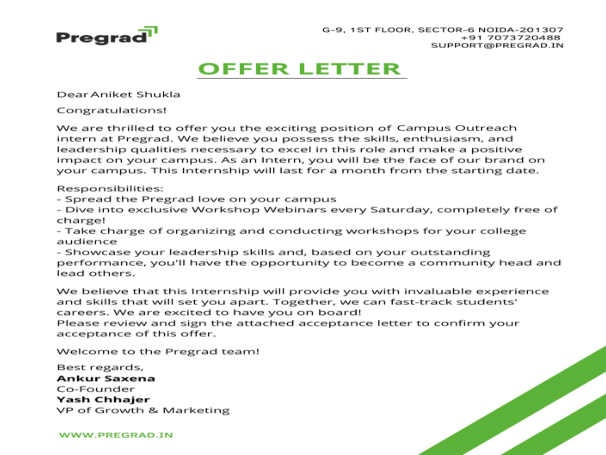 Pregrad
G-9, 1ST FLOOR, SECTOR-6 NOIDA-201307
+91 7073720488
SUPPORT@PREGRAD.IN
OFFER LETTER
Dear Aniket Shukla
Congratulations!
We are thrilled to offer you the exciting position of Campus Outreach
intern at Pregrad. We believe you possess the skills, enthusiasm, and
leadership qualities necessary to excel in this role and make a positive
impact on your campus. As an Intern, you will be the face of our brand on
your campus. This Internship will last for a month from the starting date.
Responsibilities:
- Spread the Pregrad love on your campus
- Dive into exclusive Workshop Webinars every Saturday, completely free of
charge!
- Take charge of organizing and conducting workshops for your college
audience
- Showcase your leadership skills and, based on your outstanding
performance, you'll have the opportunity to become a community head and
lead others.
We believe that this Internship will provide you with invaluable experience
and skills that will set you apart. Together, we can fast-track students'
careers. We are excited to have you on board!
Please review and sign the attached acceptance letter to confirm your
acceptance of this offer.
Welcome to the Pregrad team!
Best regards,
Ankur Saxena
Co-Founder
Yash Chhajer
VP of Growth & Marketing
WWW.PREGRAD.IN